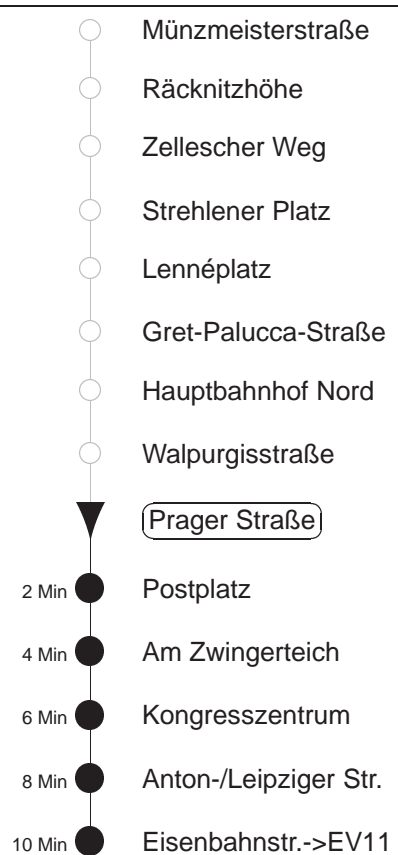 Münzmeisterstraße
Räcknitzhöhe
Zellescher Weg
Strehlener Platz
Lennéplatz
Gret-Palucca-Straße
Hauptbahnhof Nord
Walpurgisstraße
Prager Straße
2 Min Postplatz
4 Min Am Zwingerteich
6 Min Kongresszentrum
8 Min Anton-/Leipziger Str.
10 Min Eisenbahnstr.->EV11